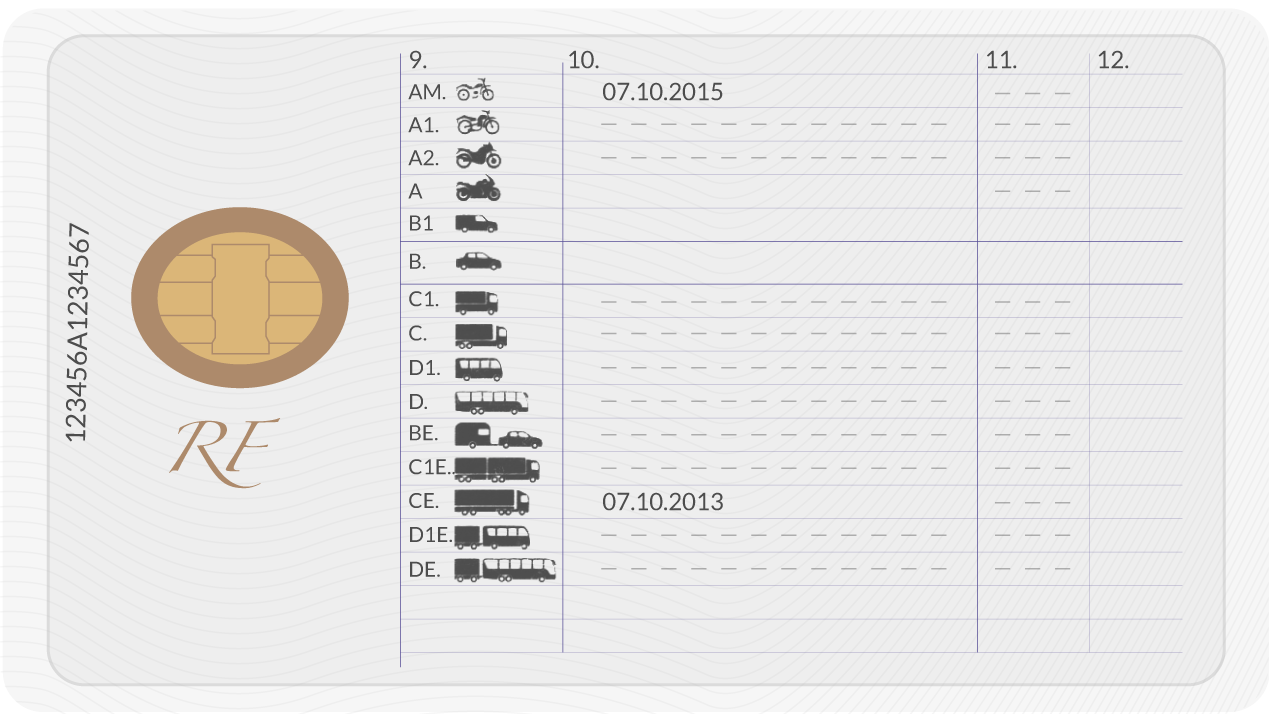 9. 10. 11. 12.
AM. 07.10.2015 – – –
A1. – – – – – – – – – – – – – – –
A2. – – – – – – – – – – – – – – –
A – – –
B1
B.
C1. – – – – – – – – – – – – – – –
C. – – – – – – – – – – – – – – –
D1. – – – – – – – – – – – – – – –
D. – – – – – – – – – – – – – – –
BE. – – – – – – – – – – – – – – –
C1E.. – – – – – – – – – – – – – – –
CE. 07.10.2013 – – –
D1E. – – – – – – – – – – – – – – –
DE. – – – – – – – – – – – – – – –
123456A1234567
RF